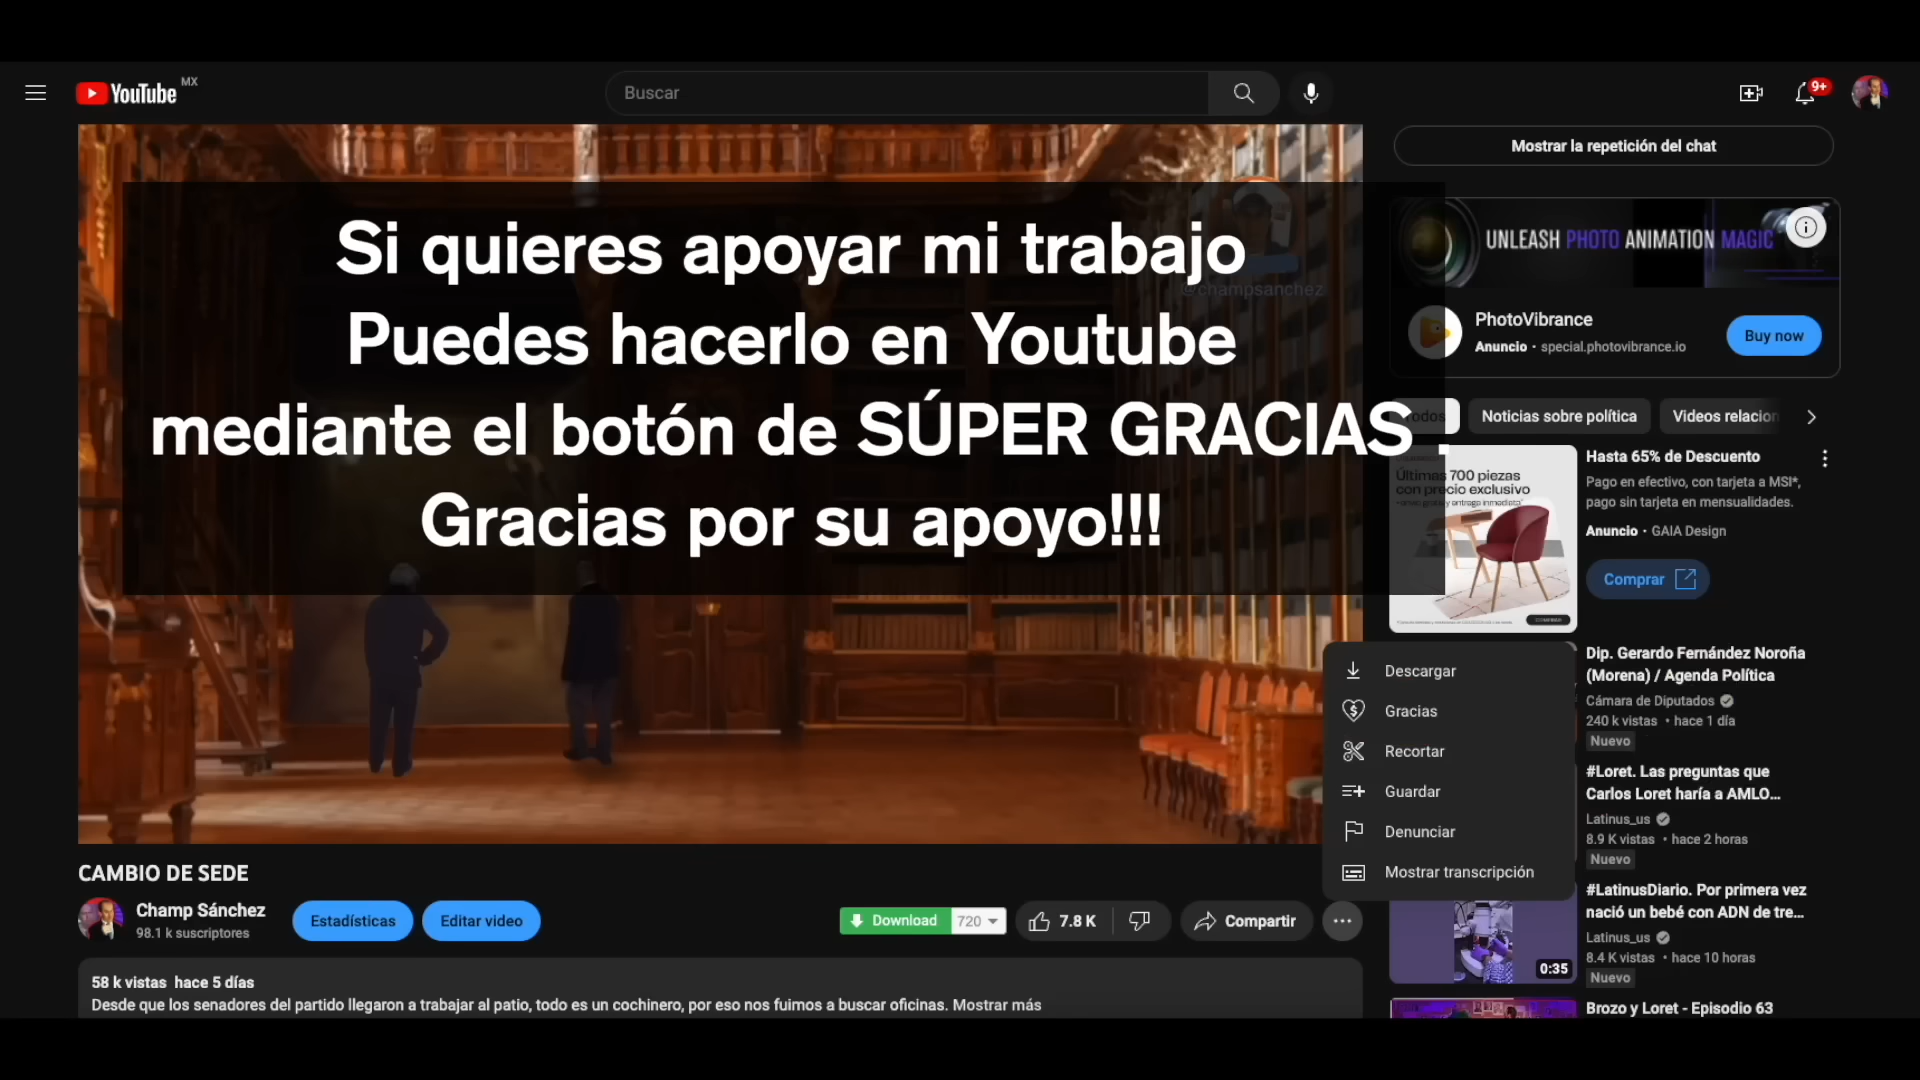 YouTube MX
Buscar
9+
Mostrar la repetición del chat
Si quieres apoyar mi trabajo
Puedes hacerlo en Youtube
mediante el botón de SÚPER GRACIAS .
Gracias por su apoyo!!!
@champsanchez
UNLEASH PHOTO ANIMATION MAGIC
PhotoVibrance
Anuncio · special.photovibrance.io
Buy now
Todos
Noticias sobre política
Videos relacion
Últimas 700 piezas
con precio exclusivo
Hasta 65% de Descuento
Pago en efectivo, con tarjeta a MSI*,
pago sin tarjeta en mensualidades.
Anuncio · GAIA Design
Comprar
Descargar
Gracias
Recortar
Guardar
Denunciar
Mostrar transcripción
Dip. Gerardo Fernández Noroña
(Morena) / Agenda Política
Cámara de Diputados
240 k vistas · hace 1 día
Nuevo
#Loret. Las preguntas que
Carlos Loret haría a AMLO...
Latinus_us
8.9 K vistas · hace 2 horas
Nuevo
#LatinusDiario. Por primera vez
nació un bebé con ADN de tre...
Latinus_us
8.4 K vistas · hace 10 horas
Nuevo
0:35
Brozo y Loret - Episodio 63
CAMBIO DE SEDE
Champ Sánchez
98.1 k suscriptores
Estadísticas
Editar video
Download 720
7.8 K
Compartir
58 k vistas hace 5 días
Desde que los senadores del partido llegaron a trabajar al patio, todo es un cochinero, por eso nos fuimos a buscar oficinas. Mostrar más